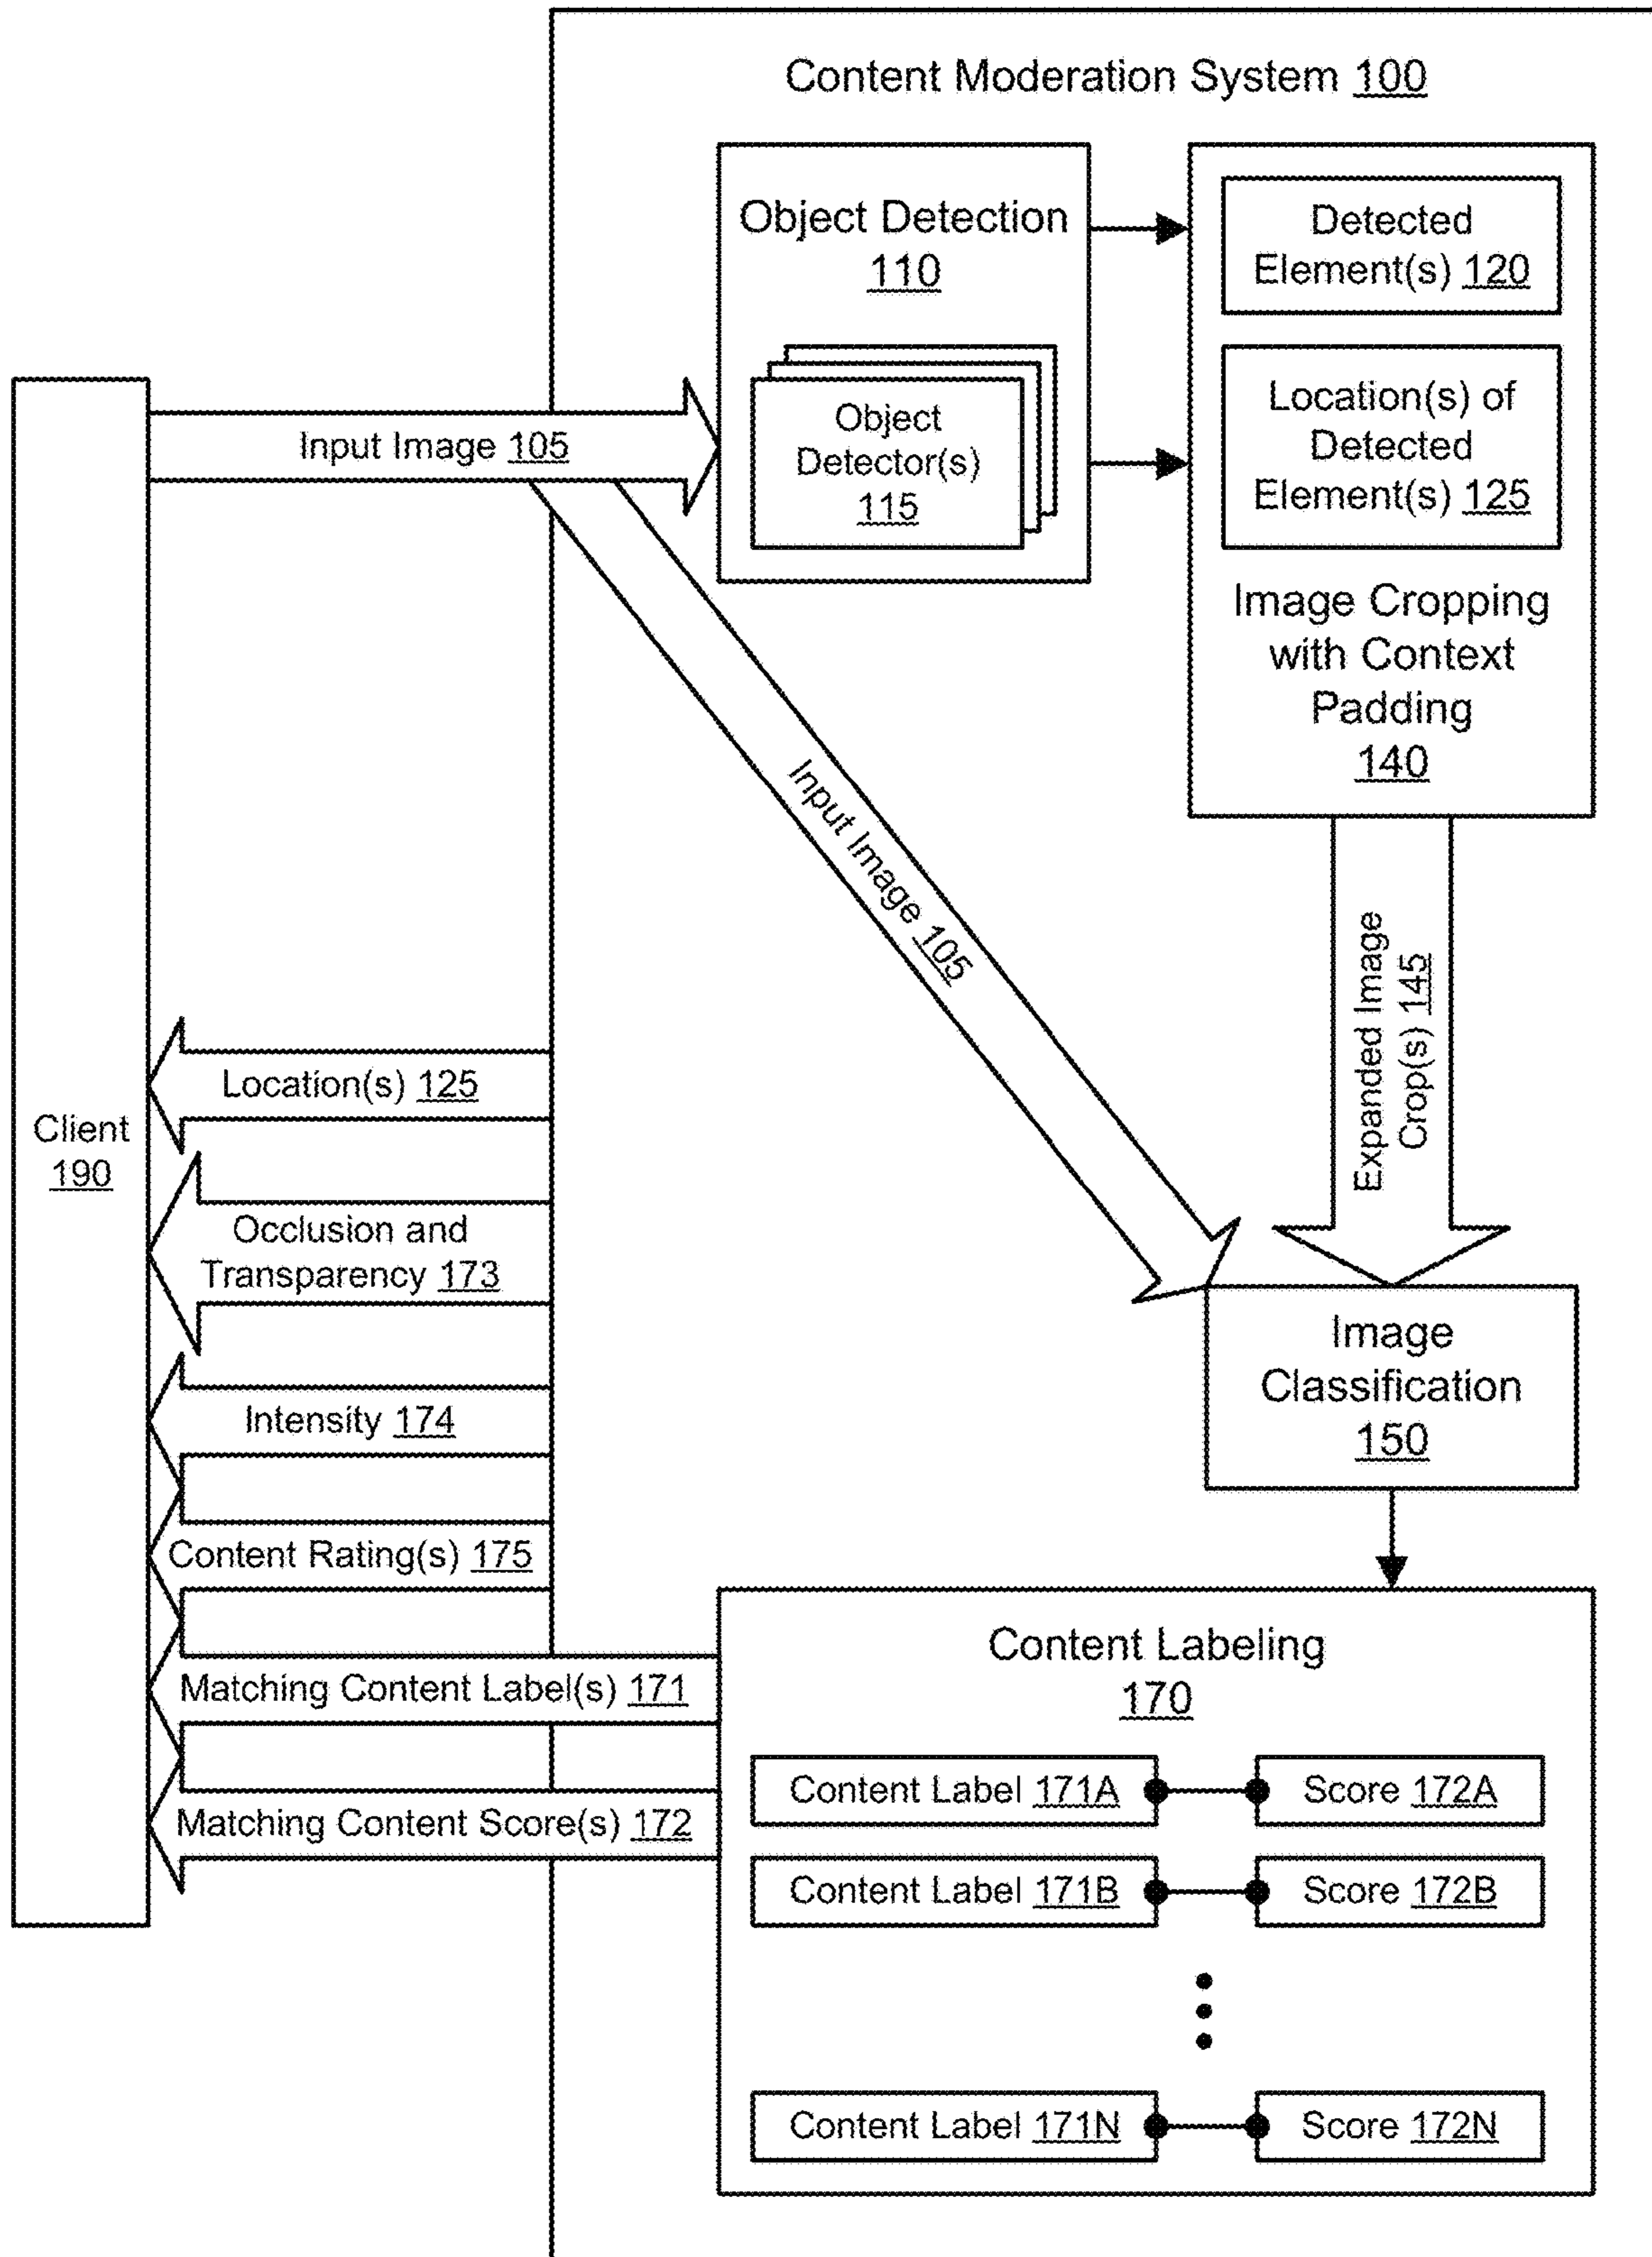 Content Moderation System 100
Object Detection
110
Object
Detector(s)
115
Detected
Element(s) 120
Location(s) of
Detected
Element(s) 125
Image Cropping
with Context
Padding
140
Input Image 105
Input Image 105
Expanded Image
Crop(s) 145
Client
190
Location(s) 125
Occlusion and
Transparency 173
Intensity 174
Content Rating(s) 175
Matching Content Label(s) 171
Matching Content Score(s) 172
Image
Classification
150
Content Labeling
170
Content Label 171A
Score 172A
Content Label 171B
Score 172B
Content Label 171N
Score 172N